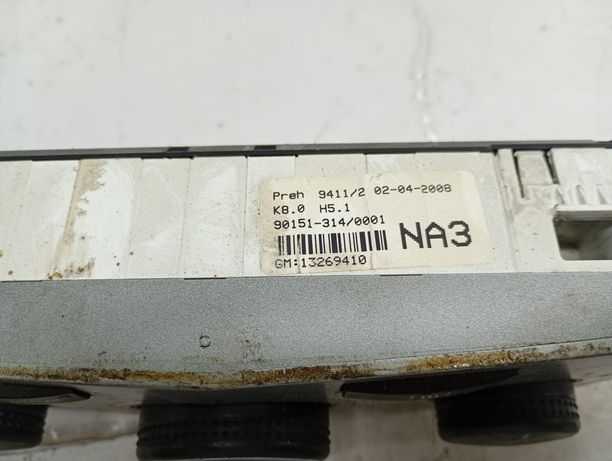 Preh 9411/2 02-04-2008
K8.0 H5.1
90151-314/0001
NA3
GM:13269410